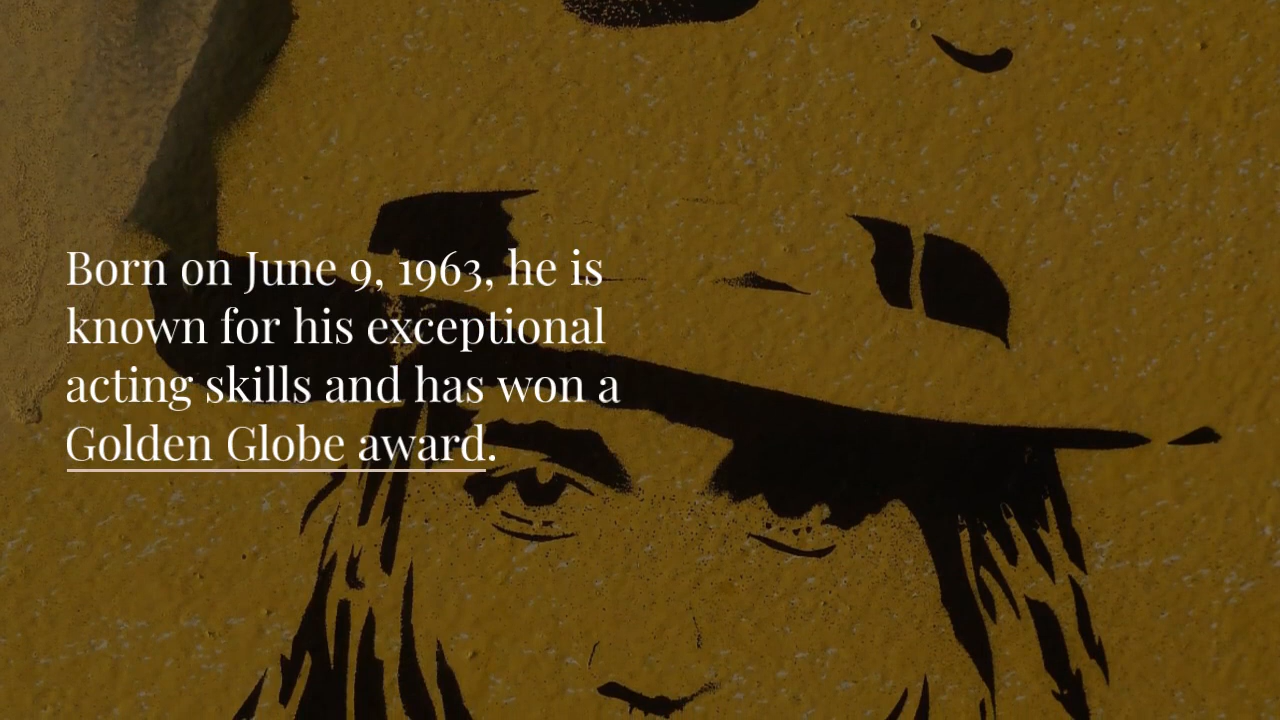 Born on June 9, 1963, he is
known for his exceptional
acting skills and has won a
Golden Globe award.